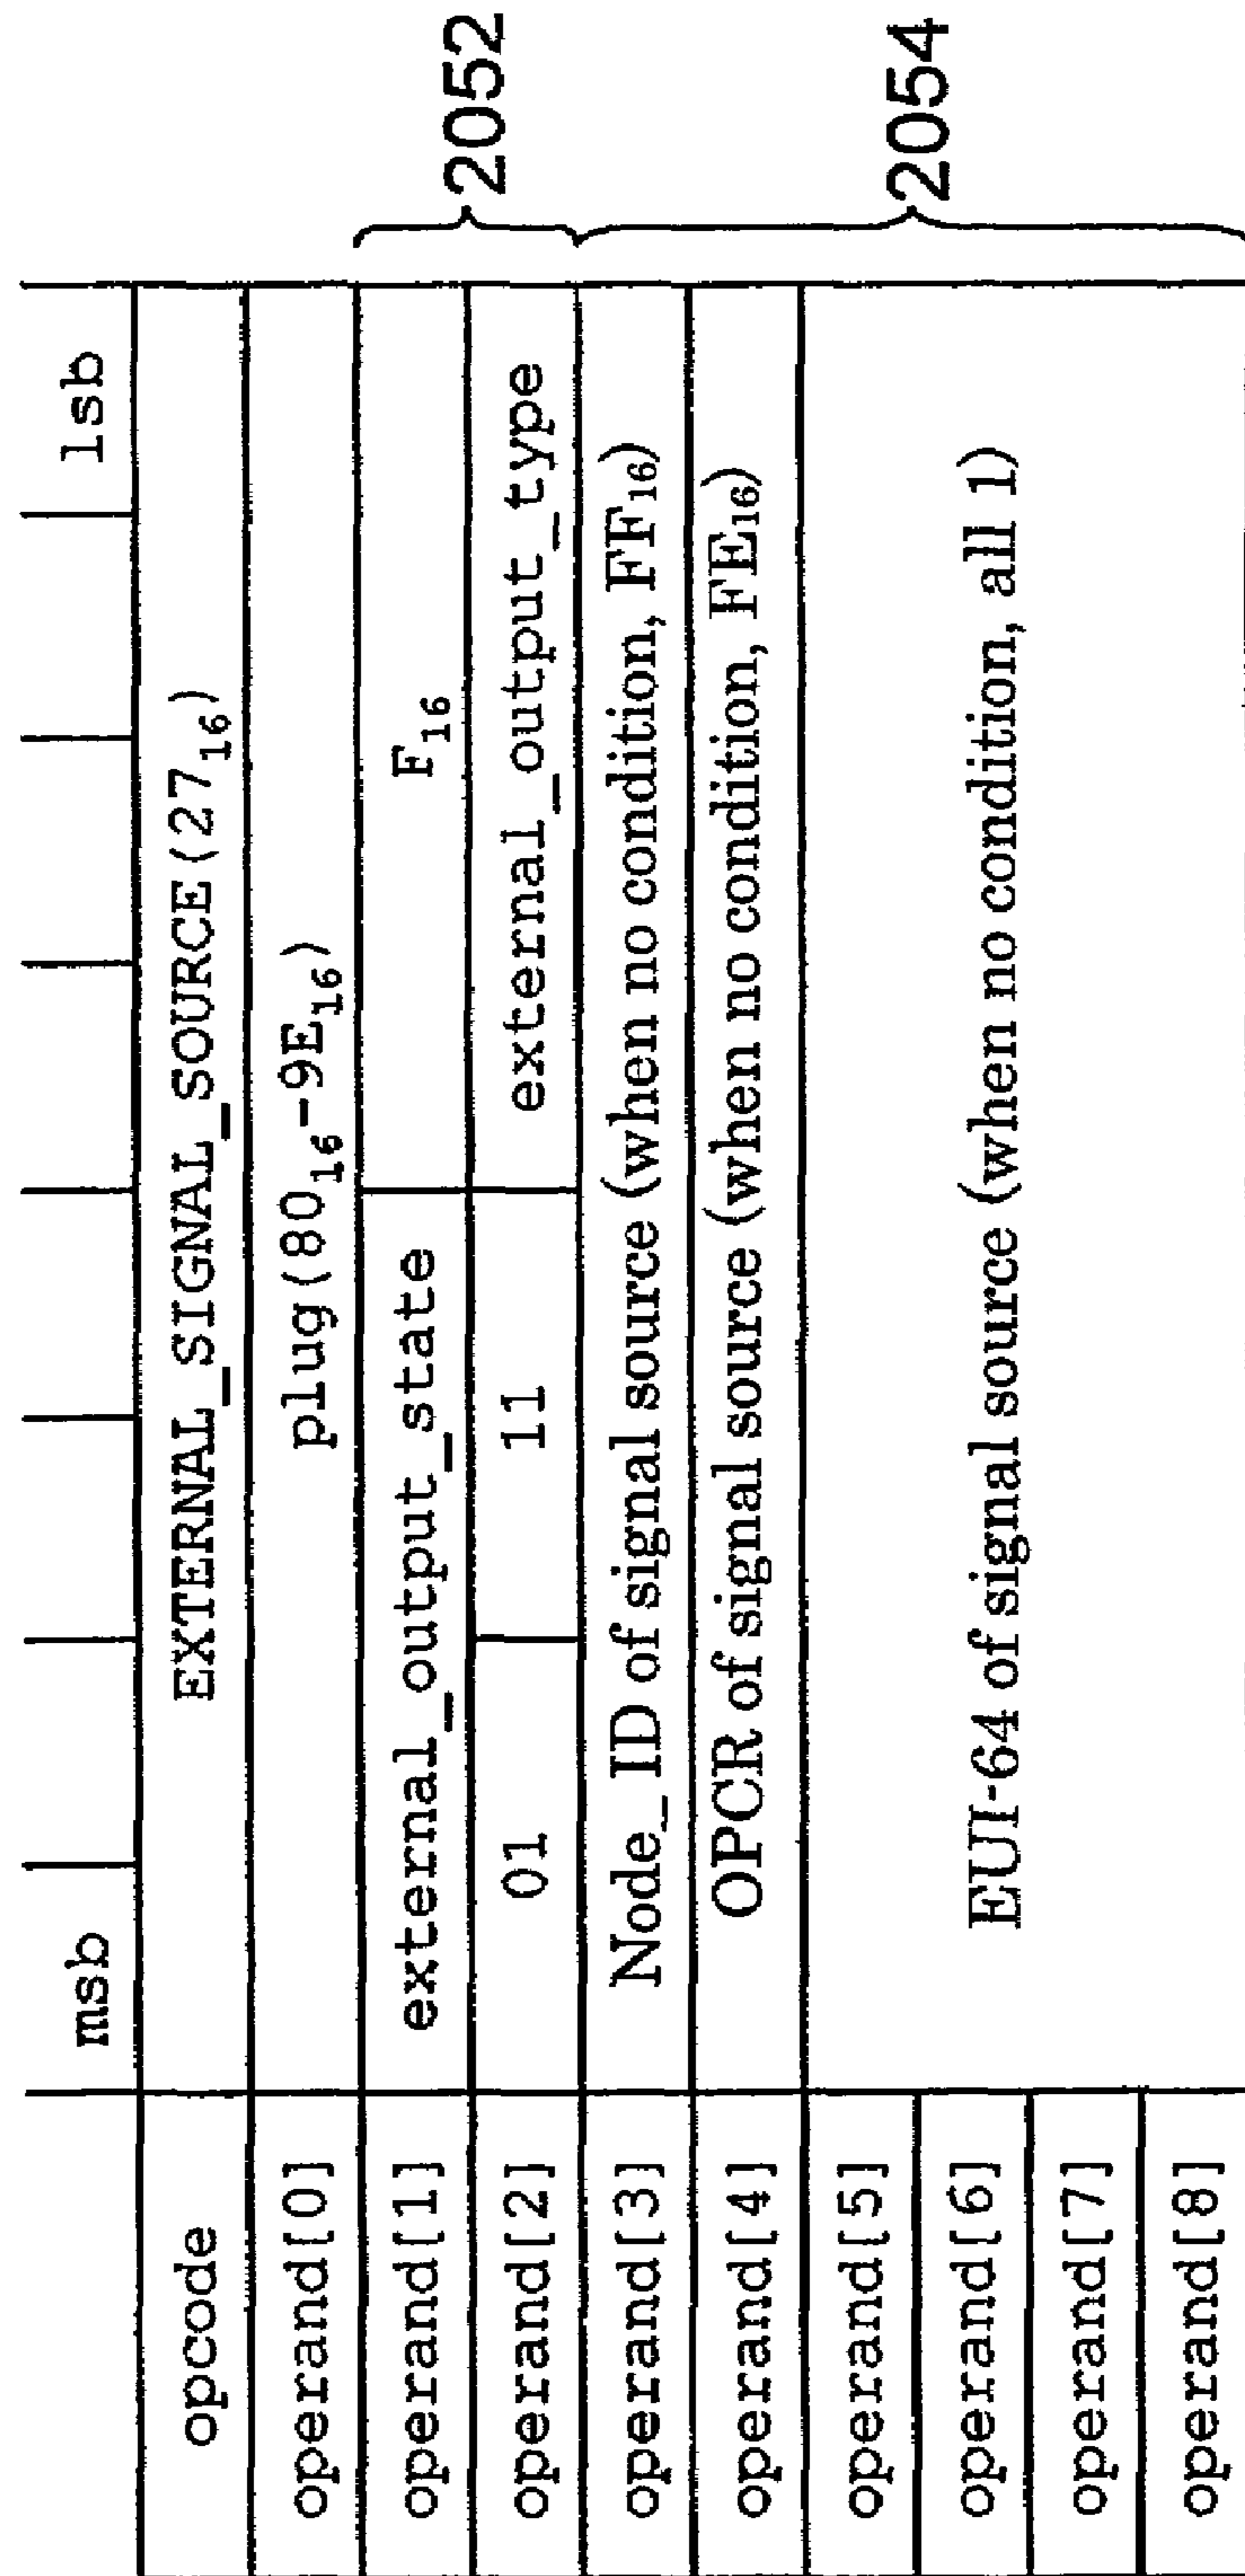 msb lsb
opcode EXTERNAL_SIGNAL_SOURCE(27₁₆)
operand[0] plug(80₁₆-9E₁₆)
operand[1] external_output_state F₁₆
operand[2] 01 11 external_output_type
2052
operand[3] Node_ID of signal source (when no condition, FF₁₆)
operand[4] OPCR of signal source (when no condition, FE₁₆)
operand[5]
operand[6] EUI-64 of signal source (when no condition, all 1)
operand[7]
operand[8]
2054